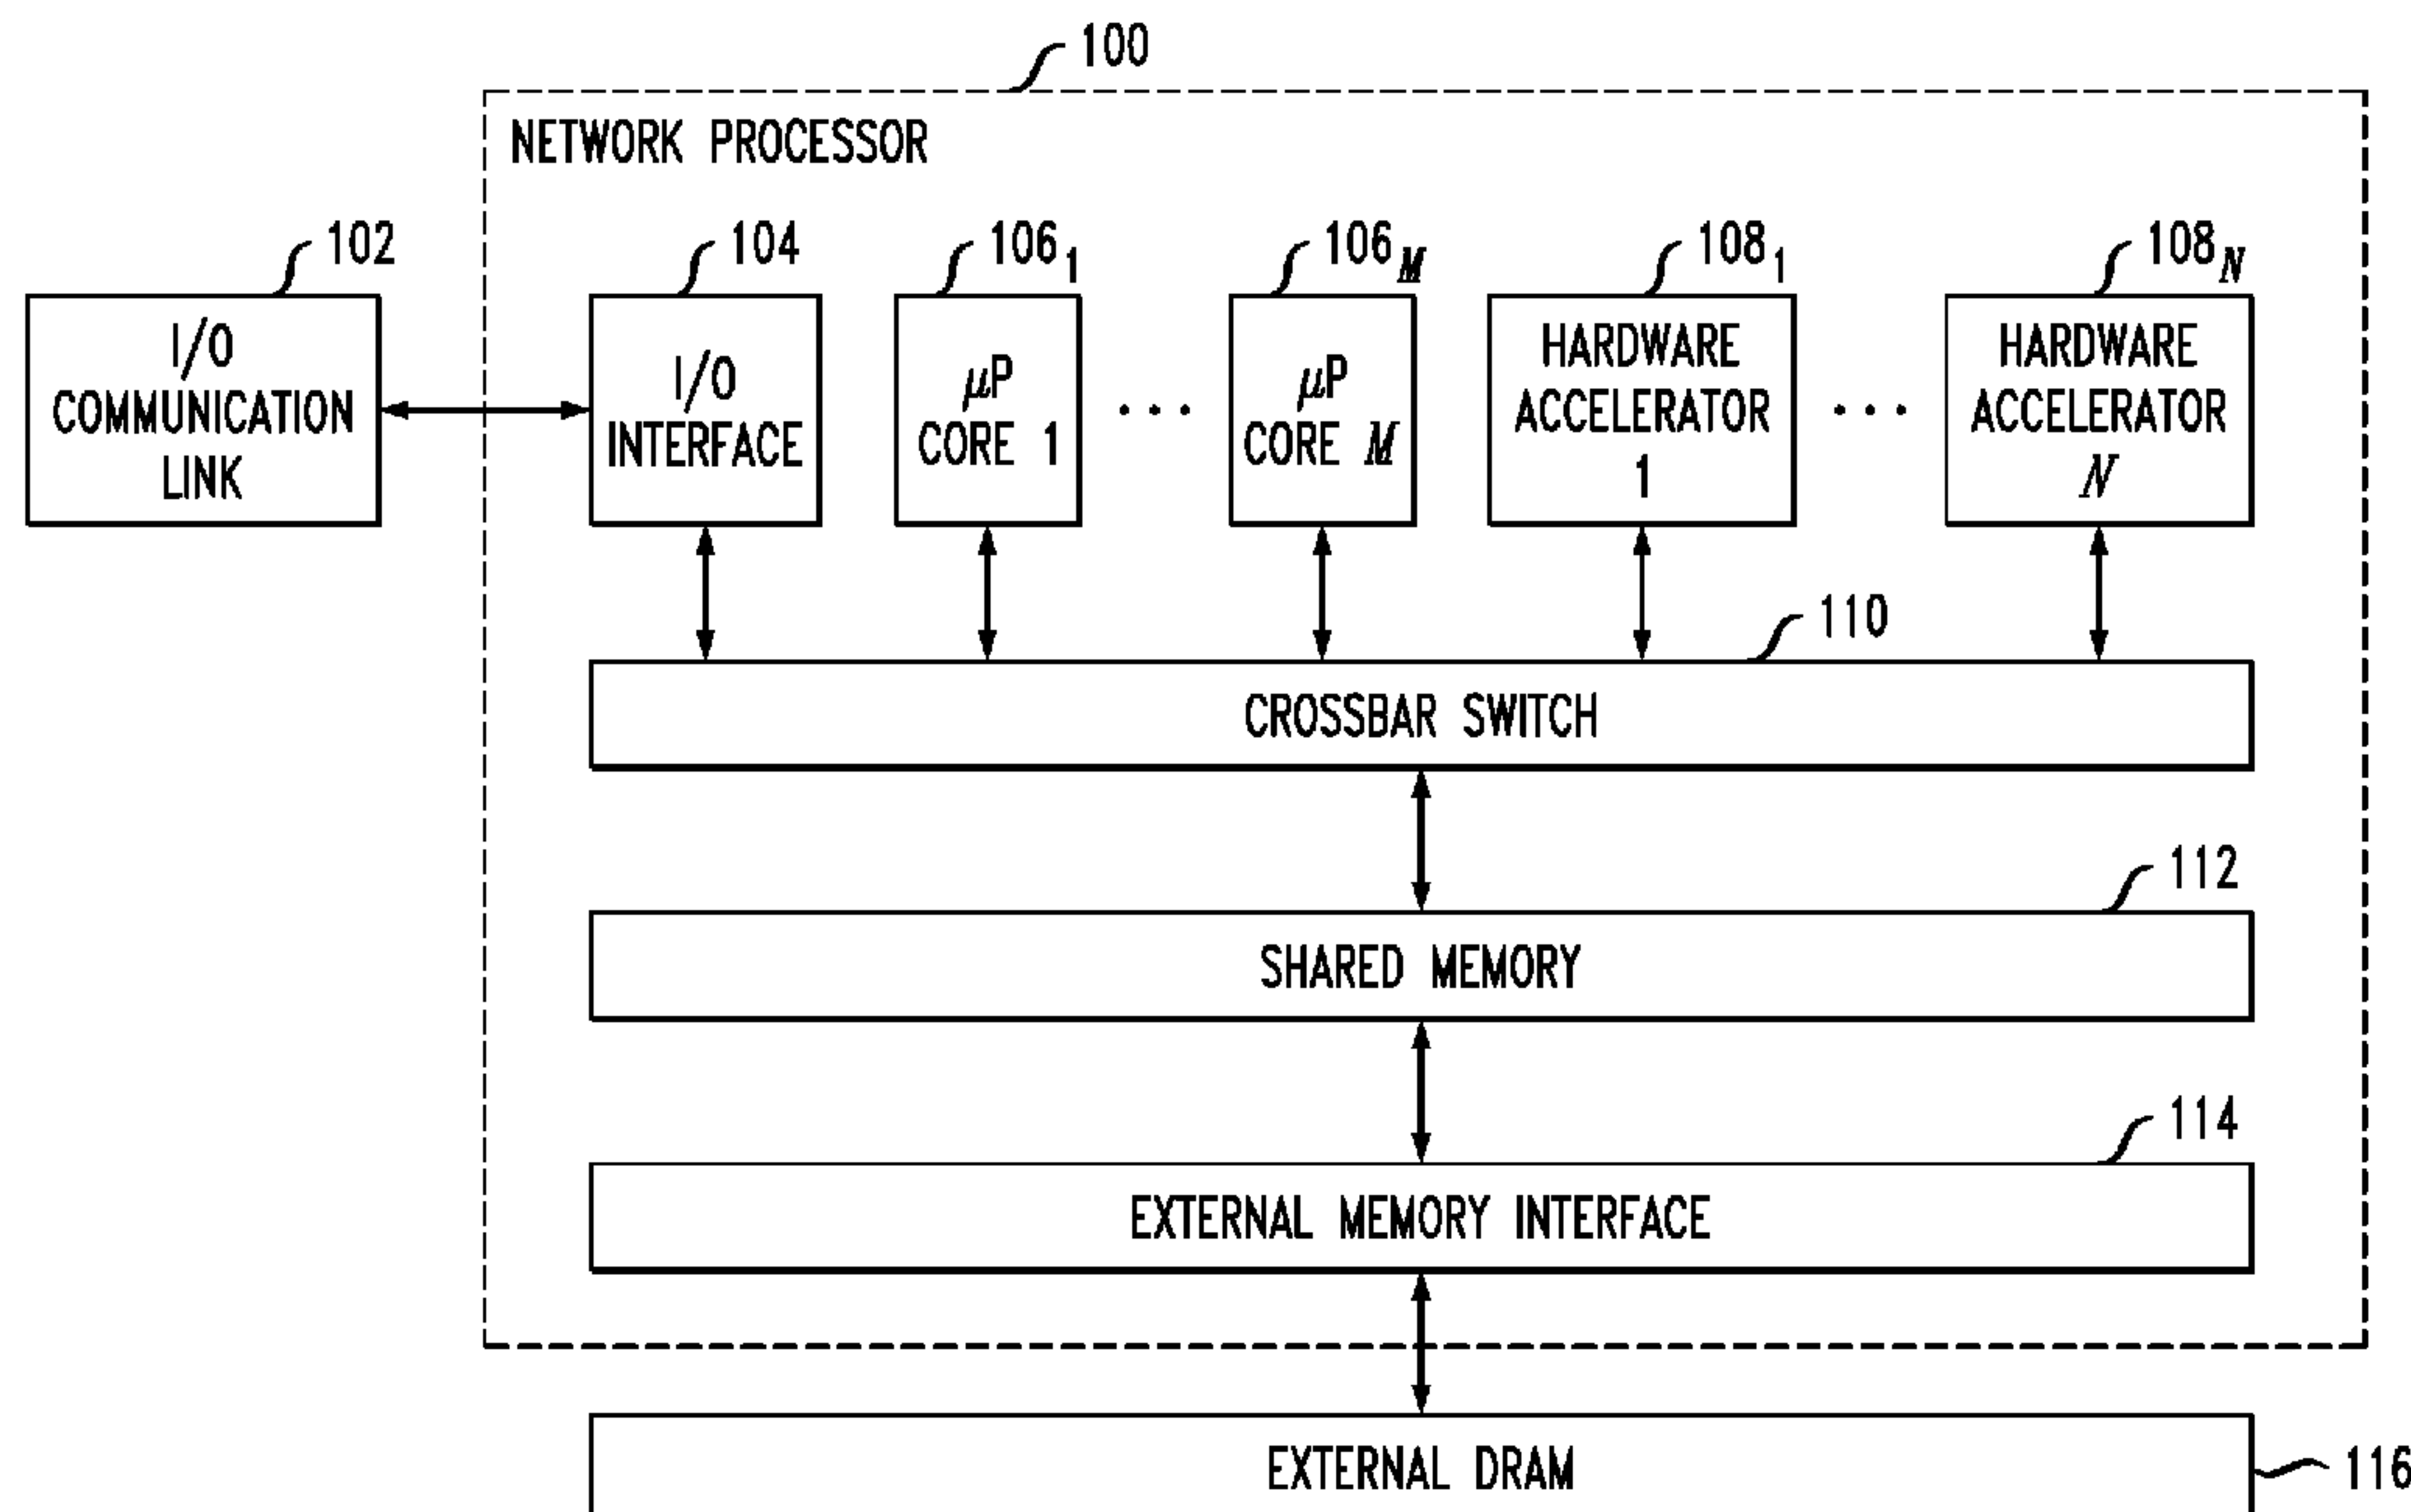 100
NETWORK PROCESSOR
102
104
106₁
106M
108₁
108N
I/O
COMMUNICATION
LINK
I/O
INTERFACE
μP
CORE 1
. . .
μP
CORE M
HARDWARE
ACCELERATOR
1
. . .
HARDWARE
ACCELERATOR
N
110
CROSSBAR SWITCH
112
SHARED MEMORY
114
EXTERNAL MEMORY INTERFACE
EXTERNAL DRAM
116